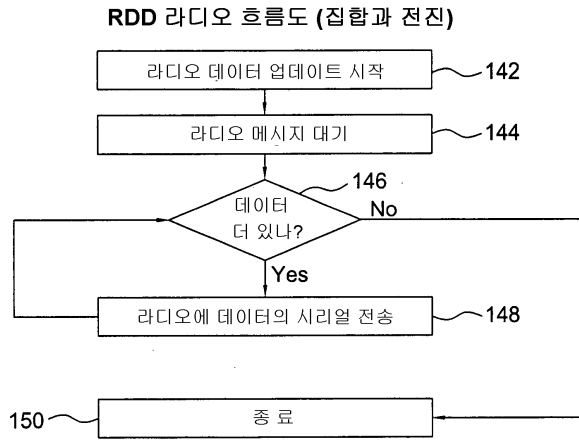 RDD 라디오 흐름도 (집합과 전진)
라디오 데이터 업데이트 시작
142
라디오 메시지 대기
144
146
데이터
더 있나?
No
Yes
라디오에 데이터의 시리얼 전송
148
150
종 료